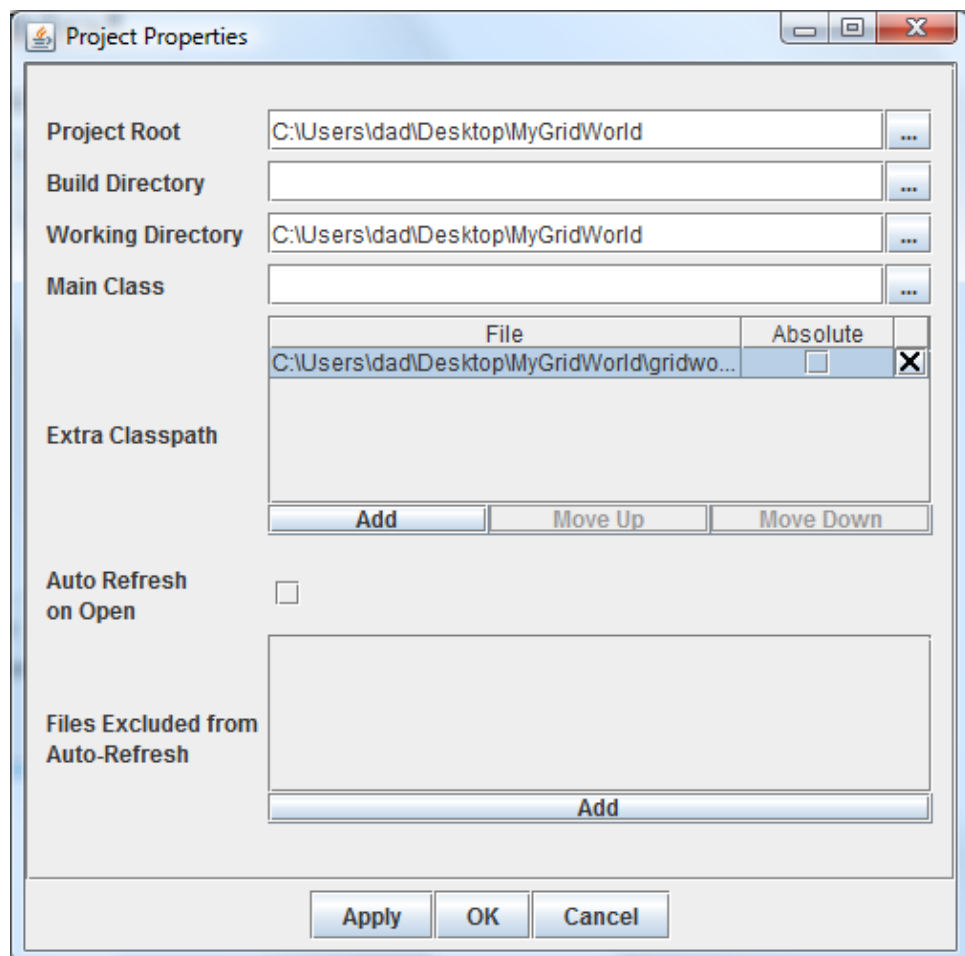 Project Properties
Project Root C:\Users\dad\Desktop\MyGridWorld ...
Build Directory ...
Working Directory C:\Users\dad\Desktop\MyGridWorld ...
Main Class ...
File Absolute
C:\Users\dad\Desktop\MyGridWorld\gridwo...
Extra Classpath
Add Move Up Move Down
Auto Refresh
on Open
Files Excluded from
Auto-Refresh
Add
Apply OK Cancel